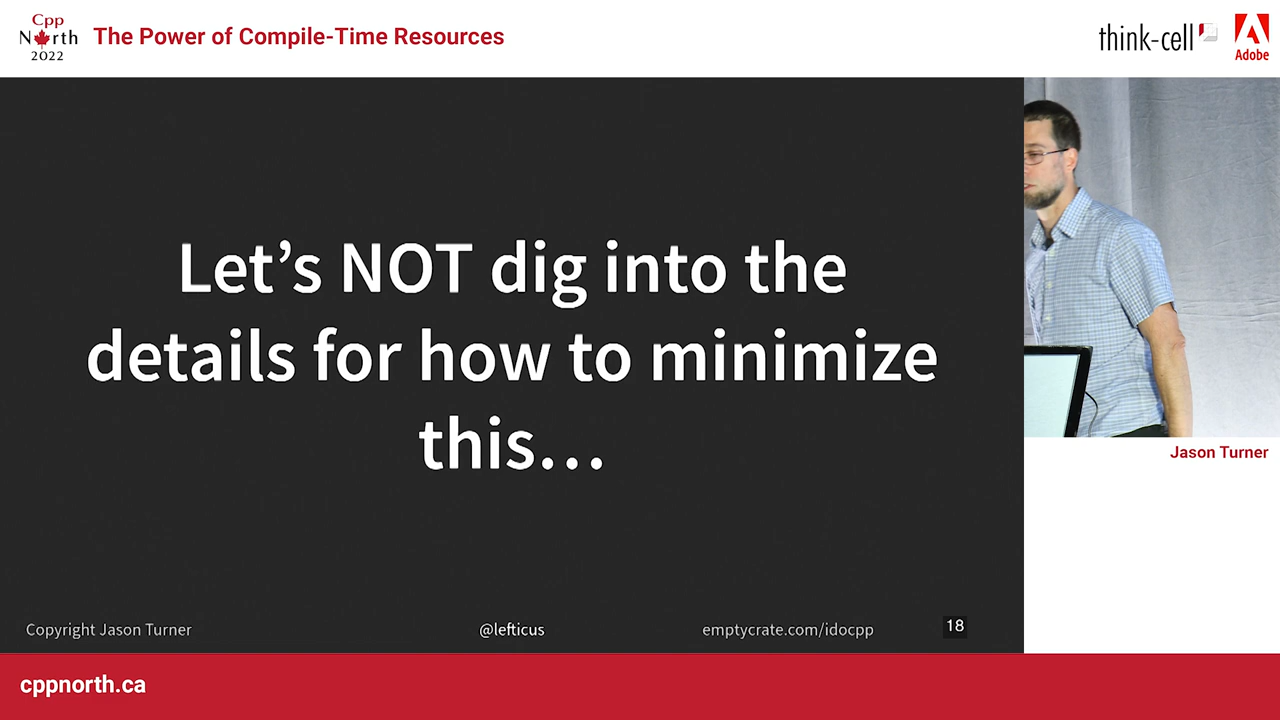 Cpp
North
2022
The Power of Compile-Time Resources
think-cell
Adobe
Let’s NOT dig into the
details for how to minimize
this…
Jason Turner
Copyright Jason Turner
@lefticus
emptycrate.com/idocpp
18
cppnorth.ca